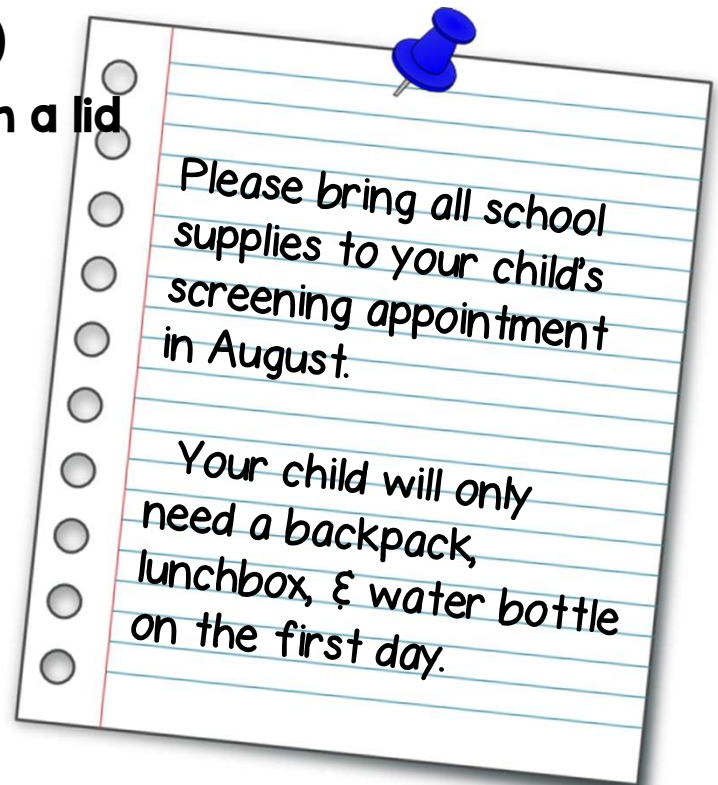 )
a lid
Please bring all school
supplies to your child's
screening appointment
in August.
Your child will only
need a backpack,
lunchbox, & water bottle
on the first day.